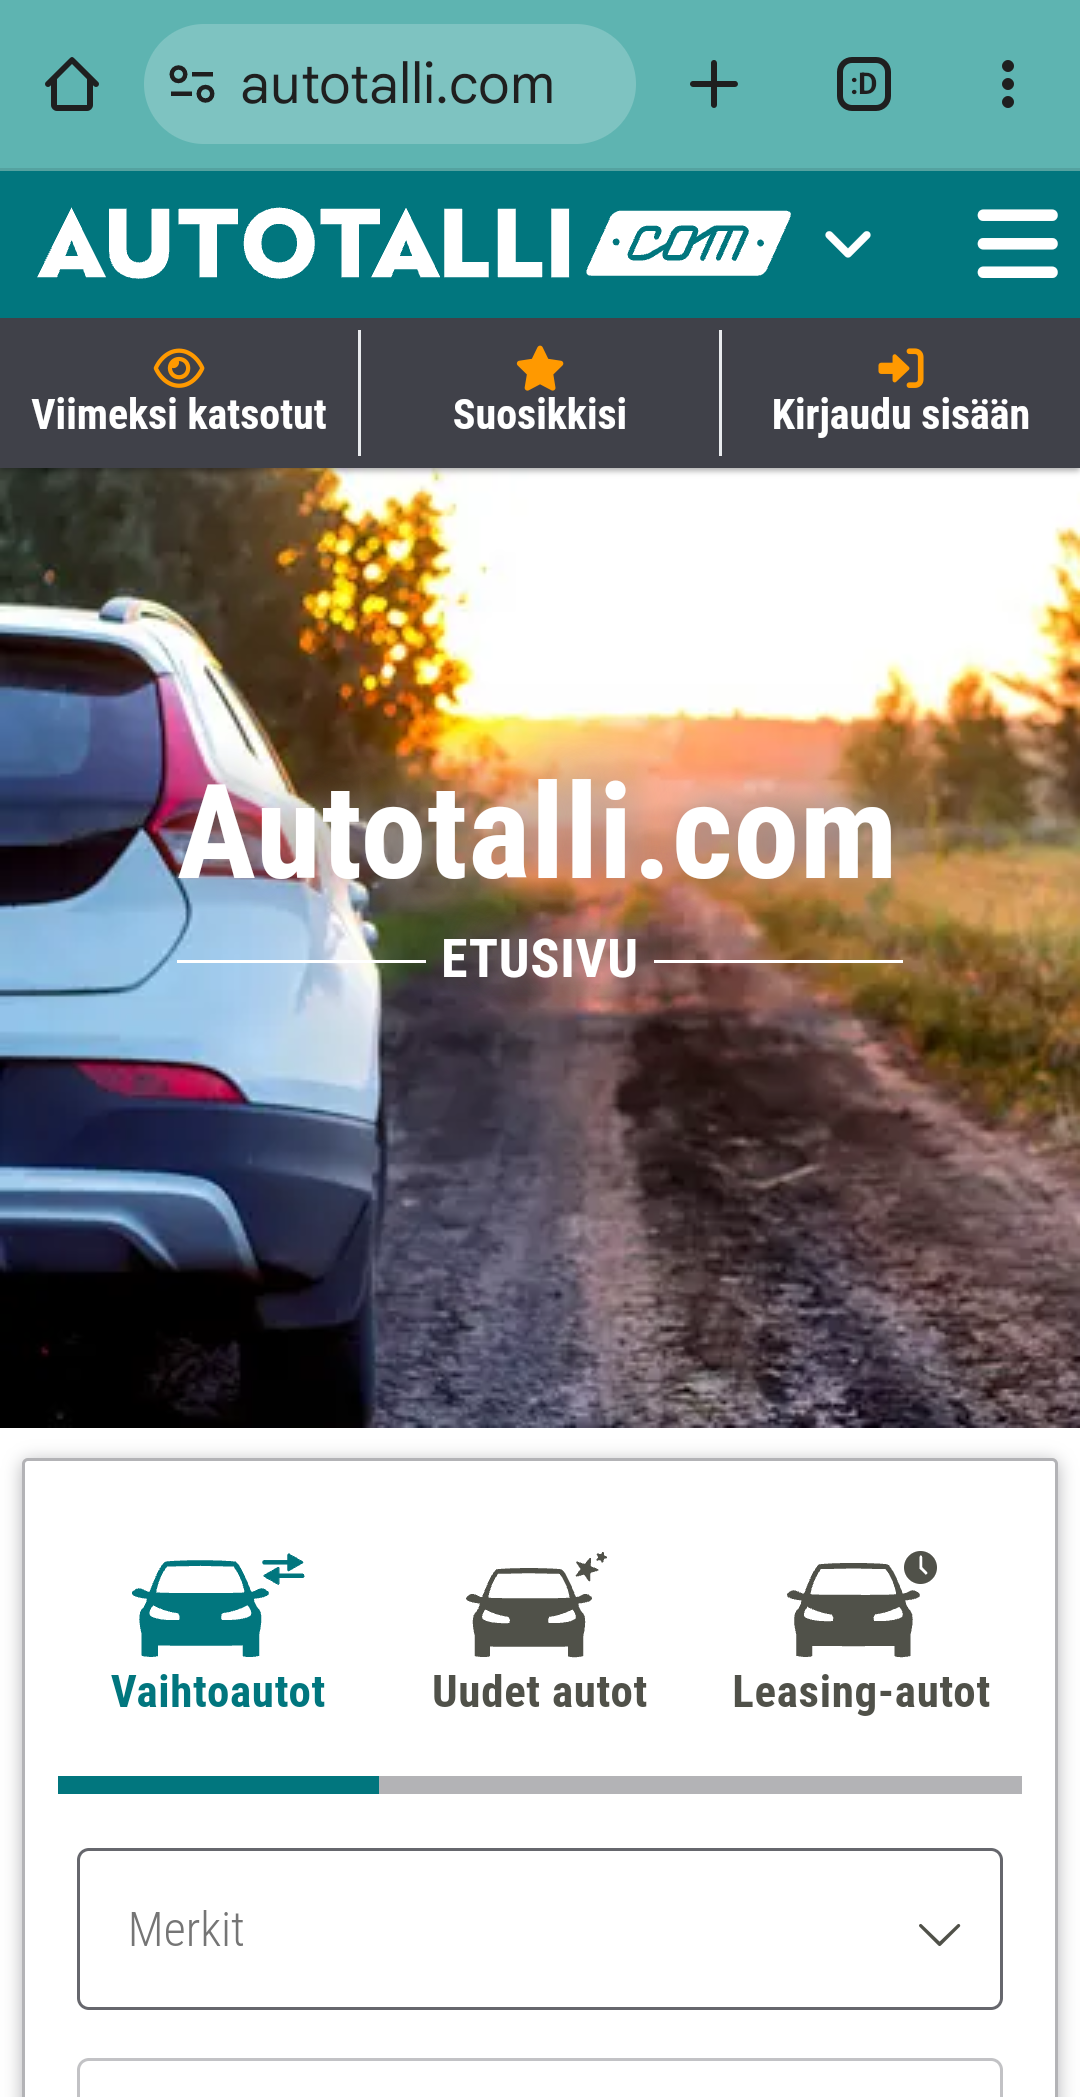 autotalli.com
:D
AUTOTALLI ·com·
Viimeksi katsotut
Suosikkisi
Kirjaudu sisään
Autotalli.com
ETUSIVU
Vaihtoautot
Uudet autot
Leasing-autot
Merkit